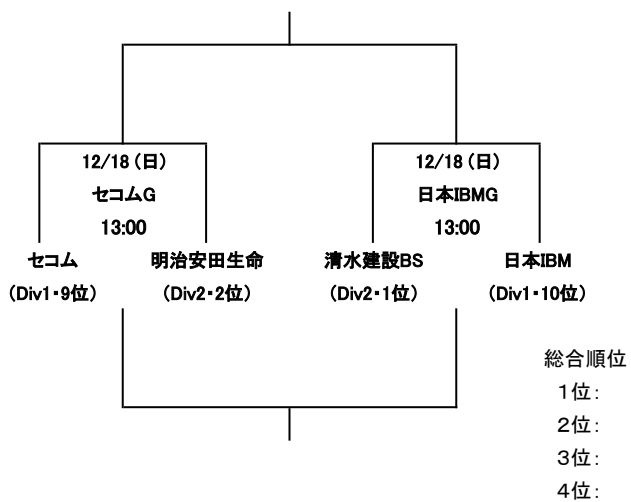 12/18（日）
セコムG
13:00
12/18（日）
日本IBMG
13:00
セコム
（Div1・9位）
明治安田生命
（Div2・2位）
清水建設BS
（Div2・1位）
日本IBM
（Div1・10位）
総合順位
1位：
2位：
3位：
4位：